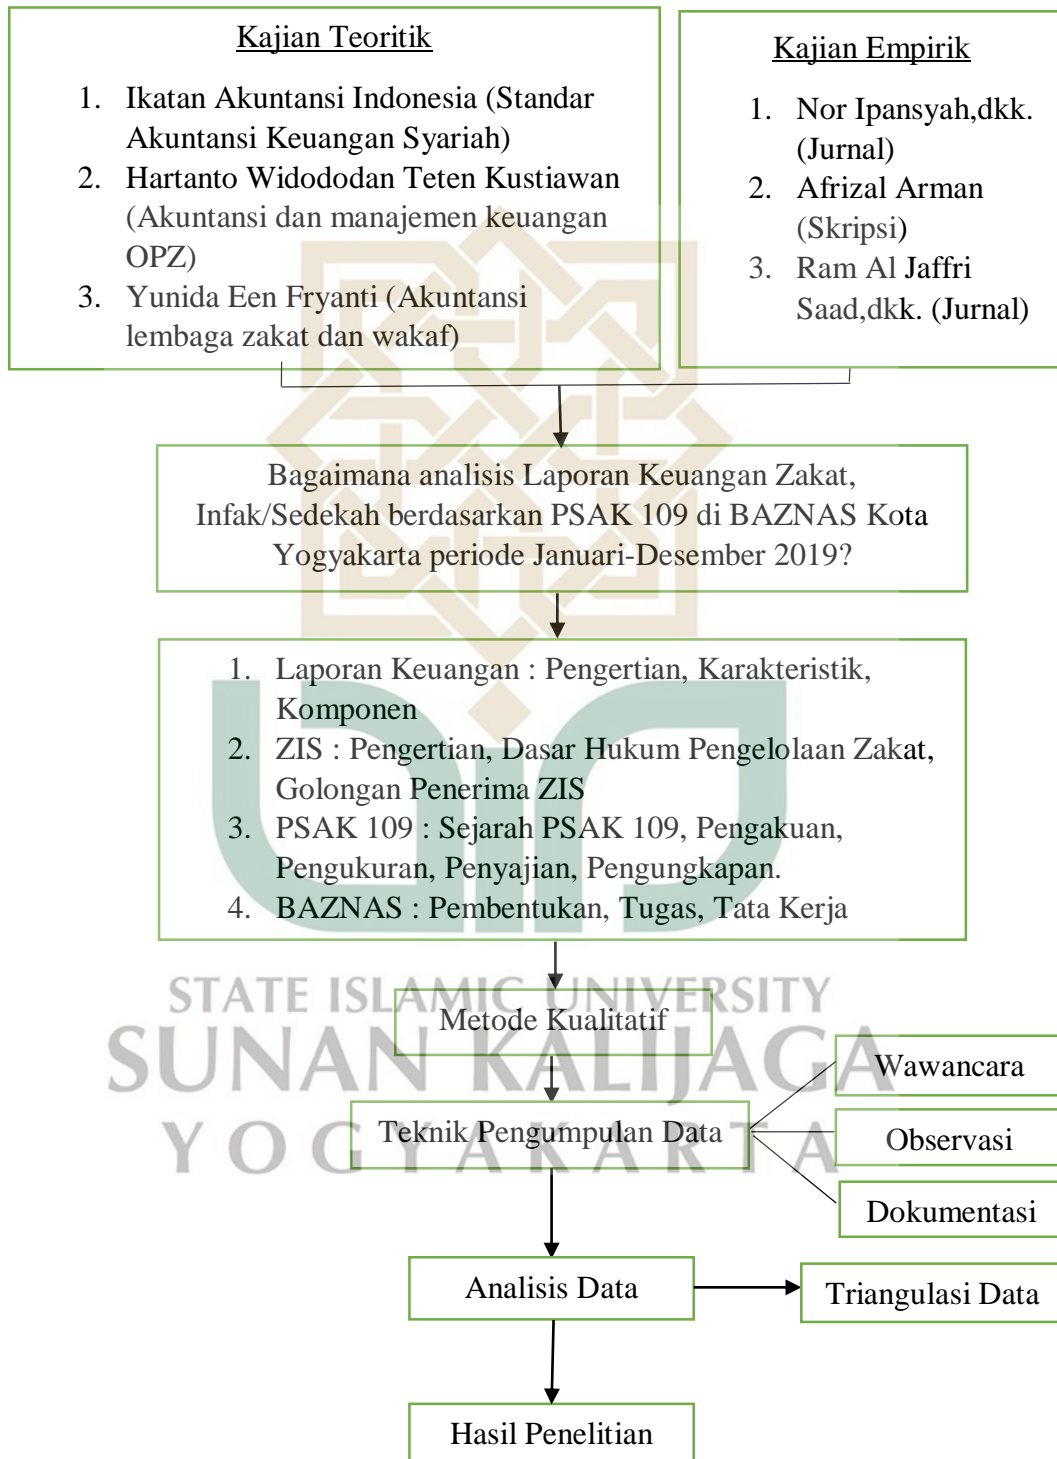 Kajian Teoritik
1. Ikatan Akuntansi Indonesia (Standar
Akuntansi Keuangan Syariah)
2. Hartanto Widododan Teten Kustiawan
(Akuntansi dan manajemen keuangan
OPZ)
3. Yunida Een Fryanti (Akuntansi
lembaga zakat dan wakaf)
Kajian Empirik
1. Nor Ipansyah,dkk.
(Jurnal)
2. Afrizal Arman
(Skripsi)
3. Ram Al Jaffri
Saad,dkk. (Jurnal)
Bagaimana analisis Laporan Keuangan Zakat,
Infak/Sedekah berdasarkan PSAK 109 di BAZNAS Kota
Yogyakarta periode Januari-Desember 2019?
1. Laporan Keuangan : Pengertian, Karakteristik,
Komponen
2. ZIS : Pengertian, Dasar Hukum Pengelolaan Zakat,
Golongan Penerima ZIS
3. PSAK 109 : Sejarah PSAK 109, Pengakuan,
Pengukuran, Penyajian, Pengungkapan.
4. BAZNAS : Pembentukan, Tugas, Tata Kerja
STATE ISLAMIC UNIVERSITY
Metode Kualitatif
SUNAN KALIJAGA
Wawancara
Teknik Pengumpulan Data
Observasi
YOGYAKARTA
Dokumentasi
Analisis Data
Triangulasi Data
Hasil Penelitian